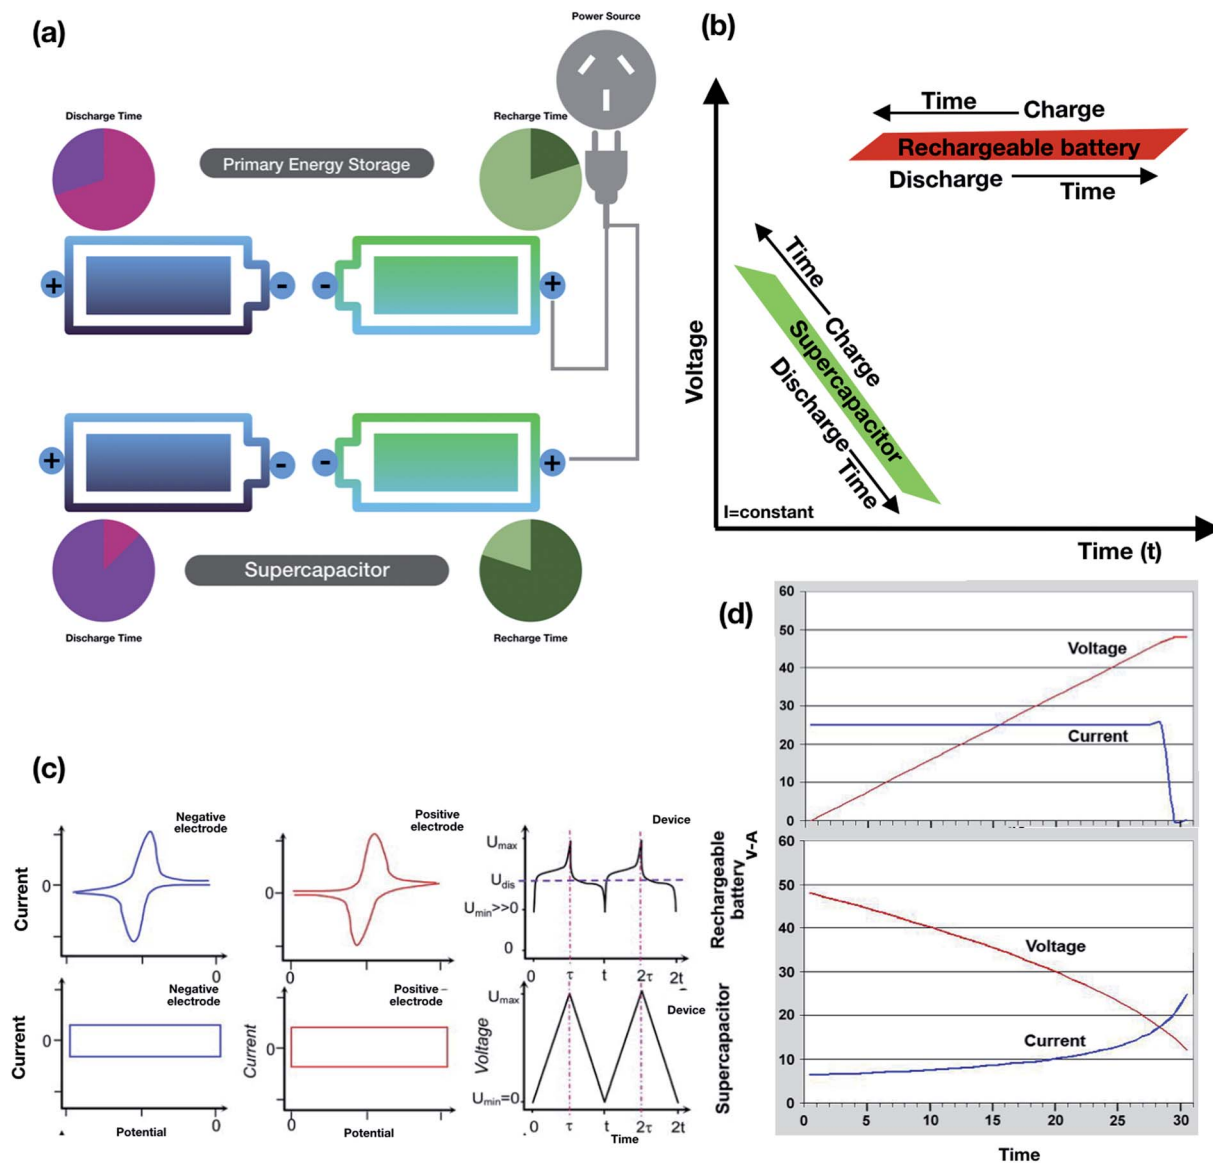 (a)
Power Source
Discharge Time
Recharge Time
Primary Energy Storage
+
-
-
+
+
-
-
+
Supercapacitor
Discharge Time
Recharge Time
(b)
Time
Charge
Rechargeable battery
Discharge
Time
Time
Charge
Supercapacitor
Discharge
Time
Voltage
I=constant
Time (t)
(c)
Negative
electrode
Current
0
0
Positive
electrode
0
0
Device
Umax
Udis
Umin>>0
0
0
τ
t
2τ
2t
Rechargeable
battery
Negative
electrode
Current
0
0
Potential
Positive
electrode
Current
0
0
Device
Umax
Voltage
Umin=0
0
τ
t
2τ
2t
Time
Supercapacitor
(d)
60
50
40
30
20
10
0
Voltage
Current
V-A
60
50
40
30
20
10
0
Voltage
Current
0
5
10
15
20
25
30
Time